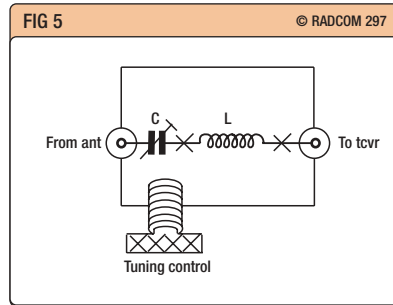 FIG 5 © RADCOM 297
C
L
From ant
To tcvr
Tuning control